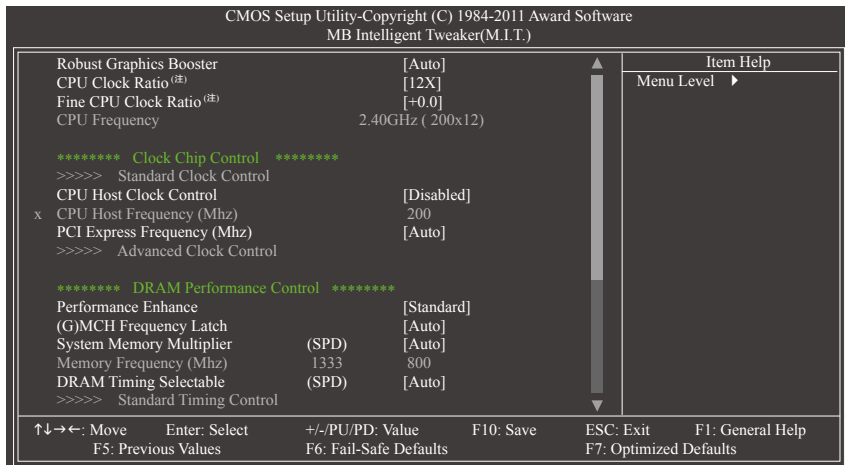 CMOS Setup Utility-Copyright (C) 1984-2011 Award Software
MB Intelligent Tweaker(M.I.T.)
Robust Graphics Booster [Auto]
CPU Clock Ratio (注) [12X]
Fine CPU Clock Ratio (注) [+0.0]
CPU Frequency 2.40GHz ( 200x12)
******** Clock Chip Control ********
>>>>> Standard Clock Control
CPU Host Clock Control [Disabled]
x CPU Host Frequency (Mhz) 200
PCI Express Frequency (Mhz) [Auto]
>>>>> Advanced Clock Control
******** DRAM Performance Control ********
Performance Enhance [Standard]
(G)MCH Frequency Latch [Auto]
System Memory Multiplier (SPD) [Auto]
Memory Frequency (Mhz) 1333 800
DRAM Timing Selectable (SPD) [Auto]
>>>>> Standard Timing Control
Item Help
Menu Level
↑↓→←: Move Enter: Select +/-/PU/PD: Value F10: Save ESC: Exit F1: General Help
F5: Previous Values F6: Fail-Safe Defaults F7: Optimized Defaults